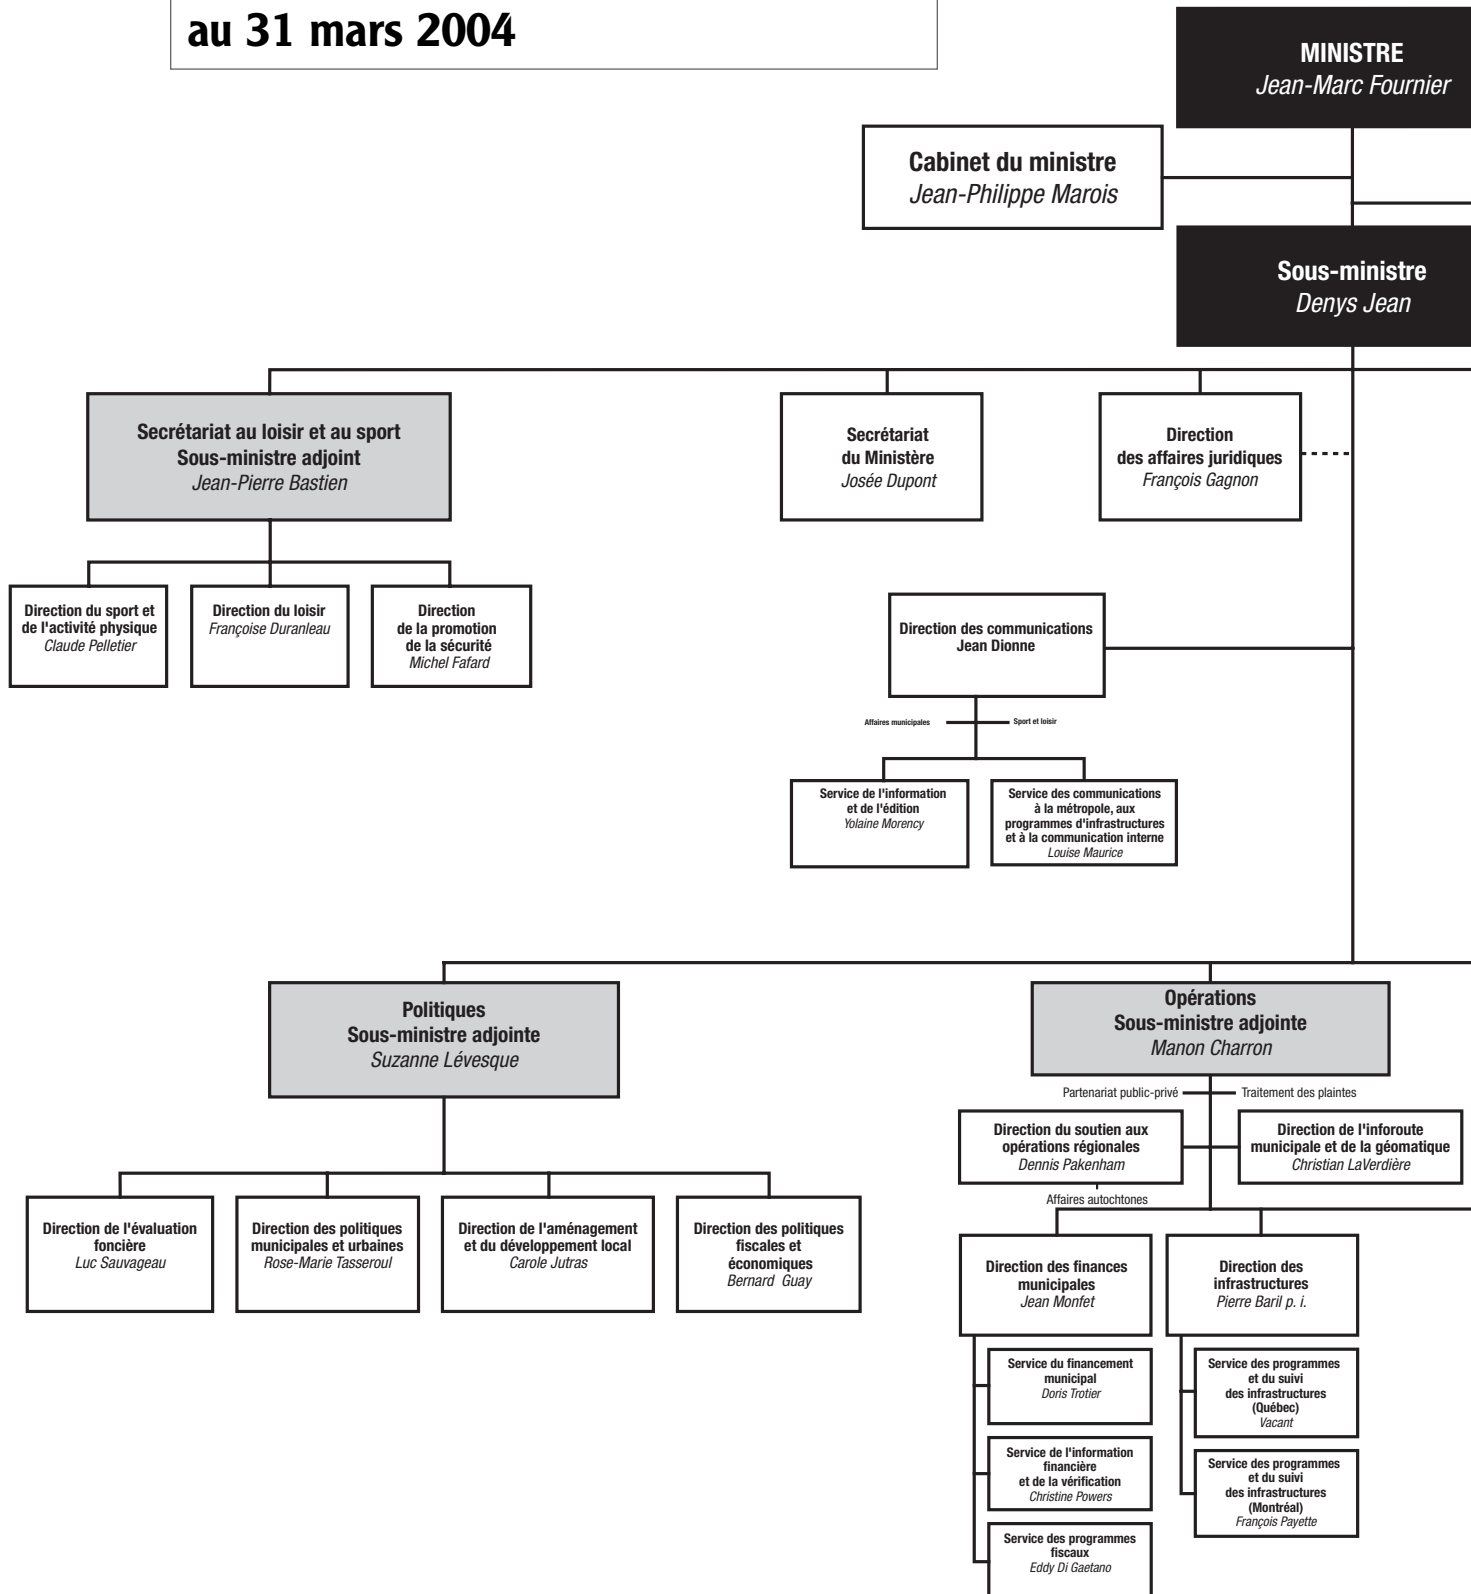 au 31 mars 2004
MINISTRE
Jean-Marc Fournier
Cabinet du ministre
Jean-Philippe Marois
Sous-ministre
Denys Jean
Secrétariat au loisir et au sport
Sous-ministre adjoint
Jean-Pierre Bastien
Secrétariat
du Ministère
Josée Dupont
Direction
des affaires juridiques
François Gagnon
Direction du sport et
de l'activité physique
Claude Pelletier
Direction du loisir
Françoise Duranleau
Direction
de la promotion
de la sécurité
Michel Fafard
Direction des communications
Jean Dionne
Affaires municipales
Sport et loisir
Service de l'information
et de l'édition
Yolaine Morency
Service des communications
à la métropole, aux
programmes d'infrastructures
et à la communication interne
Louise Maurice
Politiques
Sous-ministre adjointe
Suzanne Lévesque
Opérations
Sous-ministre adjointe
Manon Charron
Partenariat public-privé
Traitement des plaintes
Direction du soutien aux
opérations régionales
Dennis Pakenham
Direction de l'inforoute
municipale et de la géomatique
Christian LaVerdière
Affaires autochtones
Direction de l'évaluation
foncière
Luc Sauvageau
Direction des politiques
municipales et urbaines
Rose-Marie Tasseroul
Direction de l'aménagement
et du développement local
Carole Jutras
Direction des politiques
fiscales et
économiques
Bernard Guay
Direction des finances
municipales
Jean Monfet
Direction des
infrastructures
Pierre Baril p. i.
Service du financement
municipal
Doris Trotier
Service des programmes
et du suivi
des infrastructures
(Québec)
Vacant
Service de l'information
financière
et de la vérification
Christine Powers
Service des programmes
et du suivi
des infrastructures
(Montréal)
François Payette
Service des programmes
fiscaux
Eddy Di Gaetano